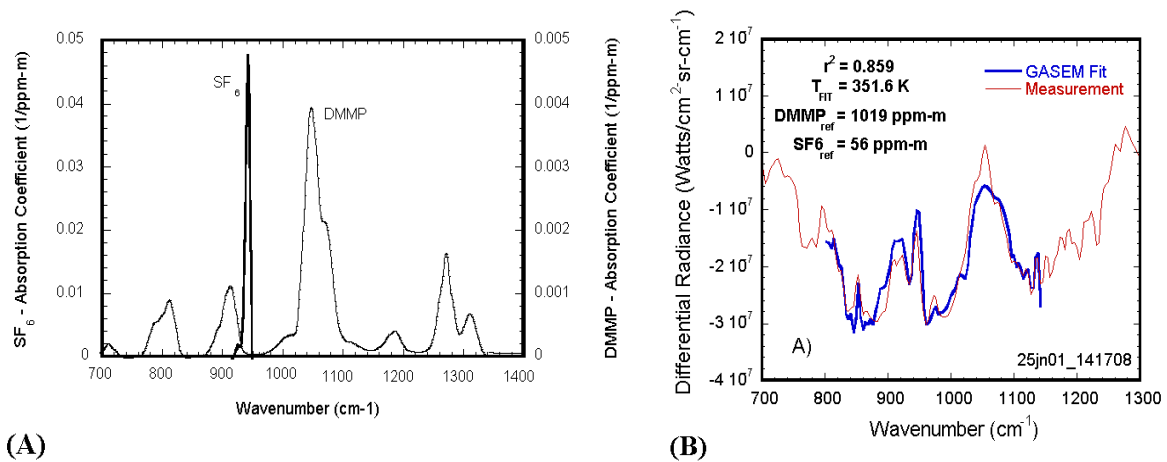 0.05
0.04
0.03
0.02
0.01
0
SF6 - Absorption Coefficient (1/ppm-m)
SF6
DMMP
0.005
0.004
0.003
0.002
0.001
0
DMMP - Absorption Coefficient (1/ppm-m)
700 800 900 1000 1100 1200 1300 1400
Wavenumber (cm-1)
(A)
2 10^7
1 10^7
0
-1 10^7
-2 10^7
-3 10^7
-4 10^7
Differential Radiance (Watts/cm^2-sr-cm^-1)
r^2 = 0.859
T_FIT = 351.6 K
DMMP_ref = 1019 ppm-m
SF6_ref = 56 ppm-m
GASEM Fit
Measurement
A)
25jn01_141708
700 800 900 1000 1100 1200 1300
Wavenumber (cm^-1)
(B)